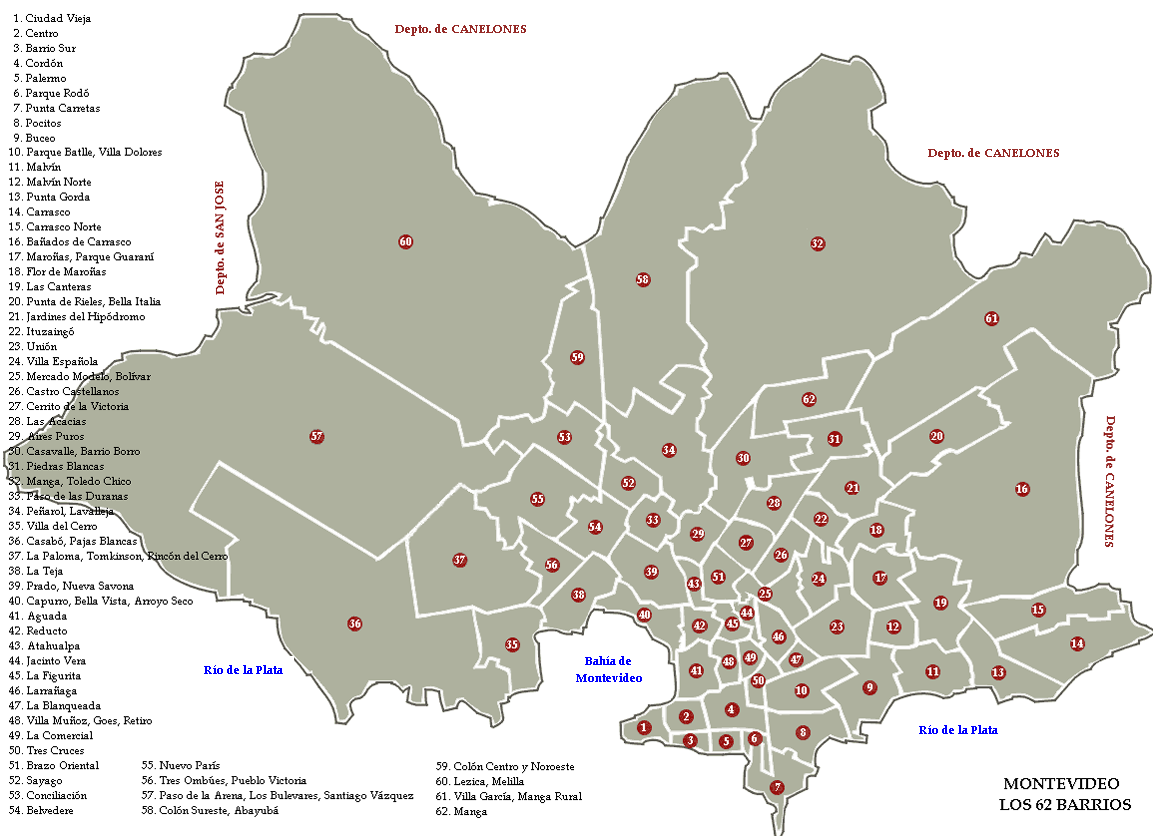 1. Ciudad Vieja
2. Centro
3. Barrio Sur
4. Cordón
5. Palermo
6. Parque Rodó
7. Punta Carretas
8. Pocitos
9. Buceo
10. Parque Batlle, Villa Dolores
11. Malvín
12. Malvín Norte
13. Punta Gorda
14. Carrasco
15. Carrasco Norte
16. Bañados de Carrasco
17. Maroñas, Parque Guaraní
18. Flor de Maroñas
19. Las Canteras
20. Punta de Rieles, Bella Italia
21. Jardines del Hipódromo
22. Ituzaingó
23. Unión
24. Villa Española
25. Mercado Modelo, Bolívar
26. Castro Castellanos
27. Cerrito de la Victoria
28. Las Acacias
29. Aires Puros
30. Casavalle, Barrio Borro
31. Piedras Blancas
32. Manga, Toledo Chico
33. Paso de las Duranas
34. Peñarol, Lavalleja
35. Villa del Cerro
36. Casabó, Pajas Blancas
37. La Paloma, Tomkinson, Rincón del Cerro
38. La Teja
39. Prado, Nueva Savona
40. Capurro, Bella Vista, Arroyo Seco
41. Aguada
42. Reducto
43. Atahualpa
44. Jacinto Vera
45. La Figurita
46. Larrañaga
47. La Blanqueada
48. Villa Muñoz, Goes, Retiro
49. La Comercial
50. Tres Cruces
51. Brazo Oriental
52. Sayago
53. Conciliación
54. Belvedere
55. Nuevo París
56. Tres Ombúes, Pueblo Victoria
57. Paso de la Arena, Los Bulevares, Santiago Vázquez
58. Colón Sureste, Abayubá
59. Colón Centro y Noroeste
60. Lezica, Melilla
61. Villa García, Manga Rural
62. Manga
Depto. de CANELONES
Depto. de CANELONES
Depto. de SAN JOSE
Depto. de CANELONES
60
32
58
61
59
62
57
53
31
20
34
30
52
16
21
55
28
33
22
54
18
29
27
26
37
56
39
51
43
24
17
38
25
19
15
40
44
36
42
45
23
12
46
35
14
48
49
47
41
11
13
50
9
10
4
2
1
8
3
5
6
7
Río de la Plata
Bahía de
Montevideo
Río de la Plata
MONTEVIDEO
LOS 62 BARRIOS